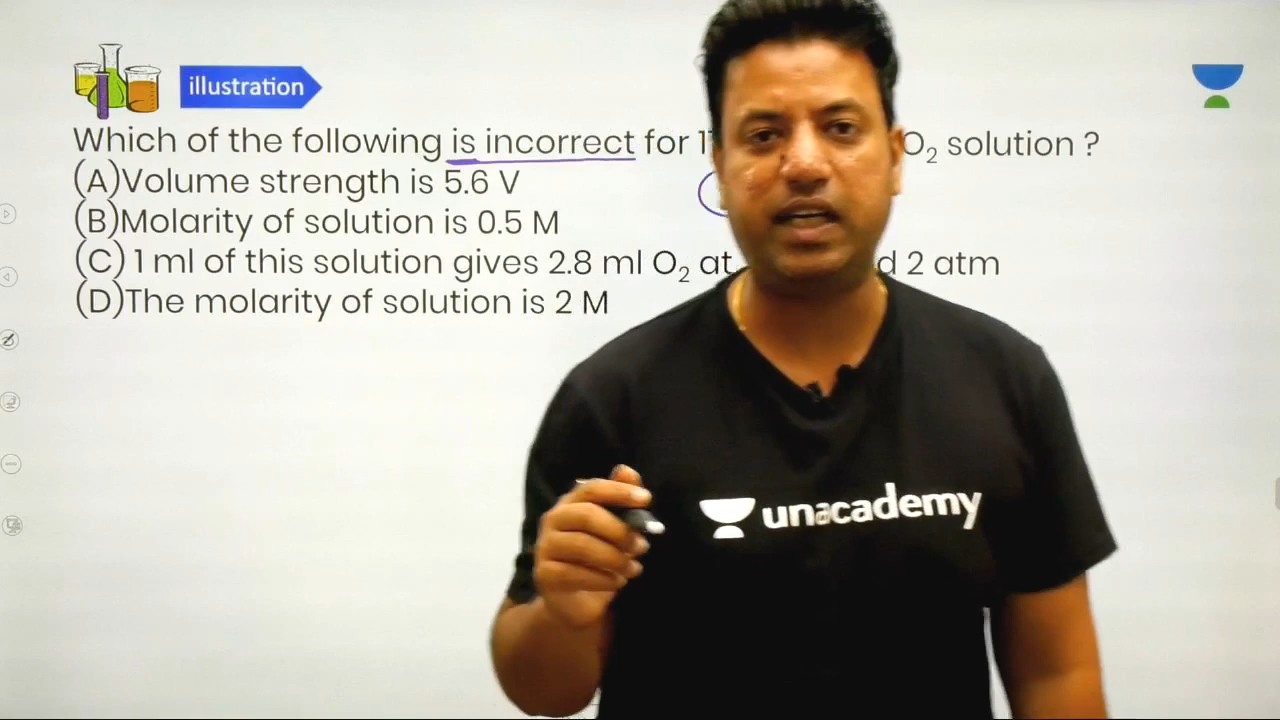 illustration
Which of the following is incorrect for O₂ solution ?
(A)Volume strength is 5.6 V
(B)Molarity of solution is 0.5 M
(C) 1 ml of this solution gives 2.8 ml O₂ at 2 atm
(D)The molarity of solution is 2 M
unacademy